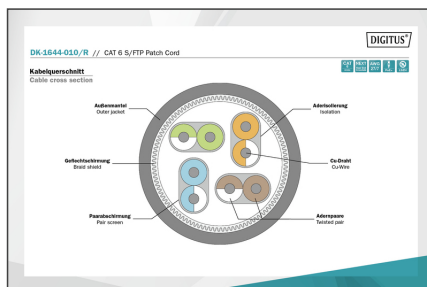 DIGITUS®
DK-1644-010/R // CAT 6 S/FTP Patch Cord
Kabelquerschnitt
Cable cross section
Außenmantel
Outer jacket
Aderisolierung
Isolation
Geflechtschirmung
Braid shield
Cu-Draht
Cu-Wire
Paarabschirmung
Pair screen
Adernpaare
Twisted pair